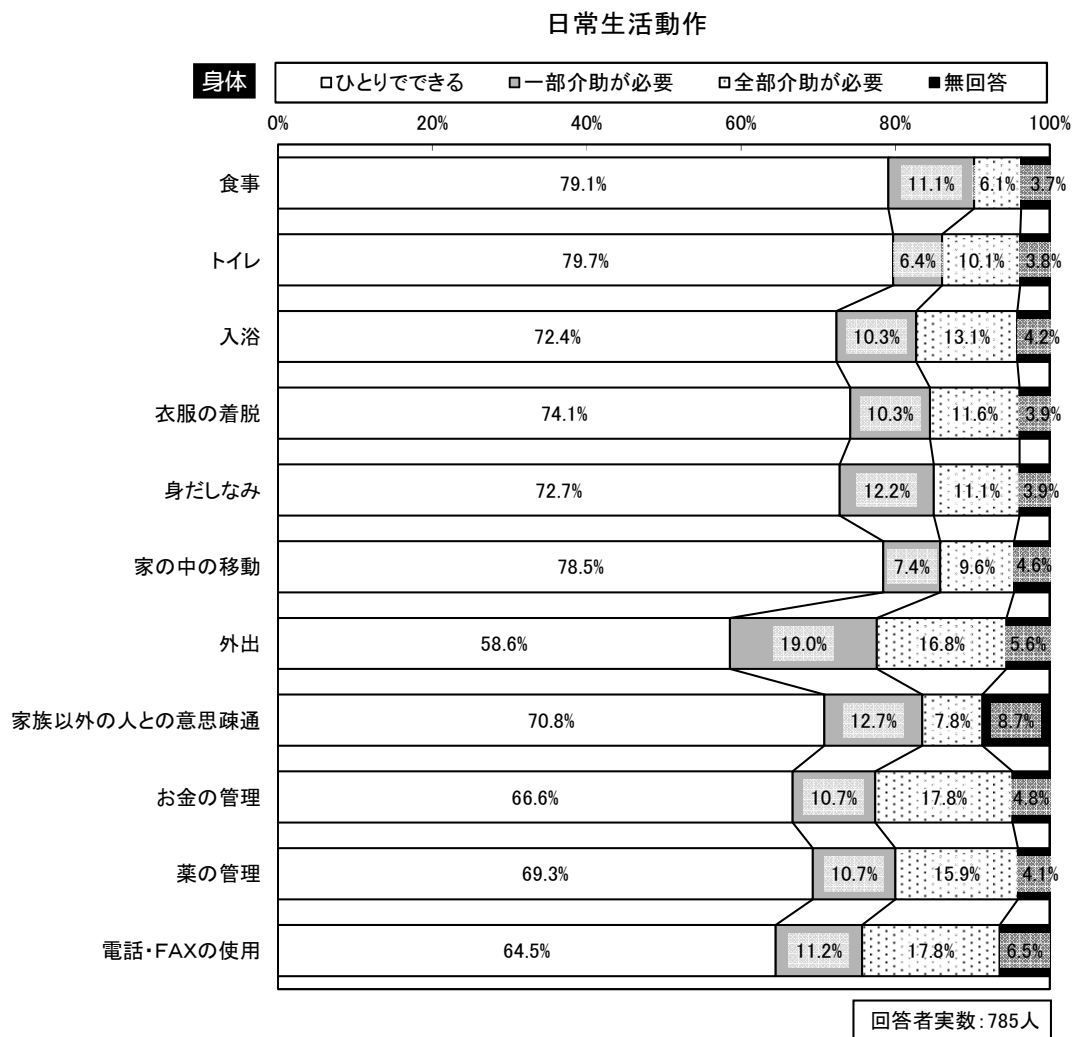 日常生活動作
身体
□ひとりでできる ■一部介助が必要 □全部介助が必要 ■無回答
0% 20% 40% 60% 80% 100%
食事 79.1% 11.1% 6.1% 3.7%
トイレ 79.7% 6.4% 10.1% 3.8%
入浴 72.4% 10.3% 13.1% 4.2%
衣服の着脱 74.1% 10.3% 11.6% 3.9%
身だしなみ 72.7% 12.2% 11.1% 3.9%
家の中の移動 78.5% 7.4% 9.6% 4.6%
外出 58.6% 19.0% 16.8% 5.6%
家族以外の人との意思疎通 70.8% 12.7% 7.8% 8.7%
お金の管理 66.6% 10.7% 17.8% 4.8%
薬の管理 69.3% 10.7% 15.9% 4.1%
電話・FAXの使用 64.5% 11.2% 17.8% 6.5%
回答者実数：785人